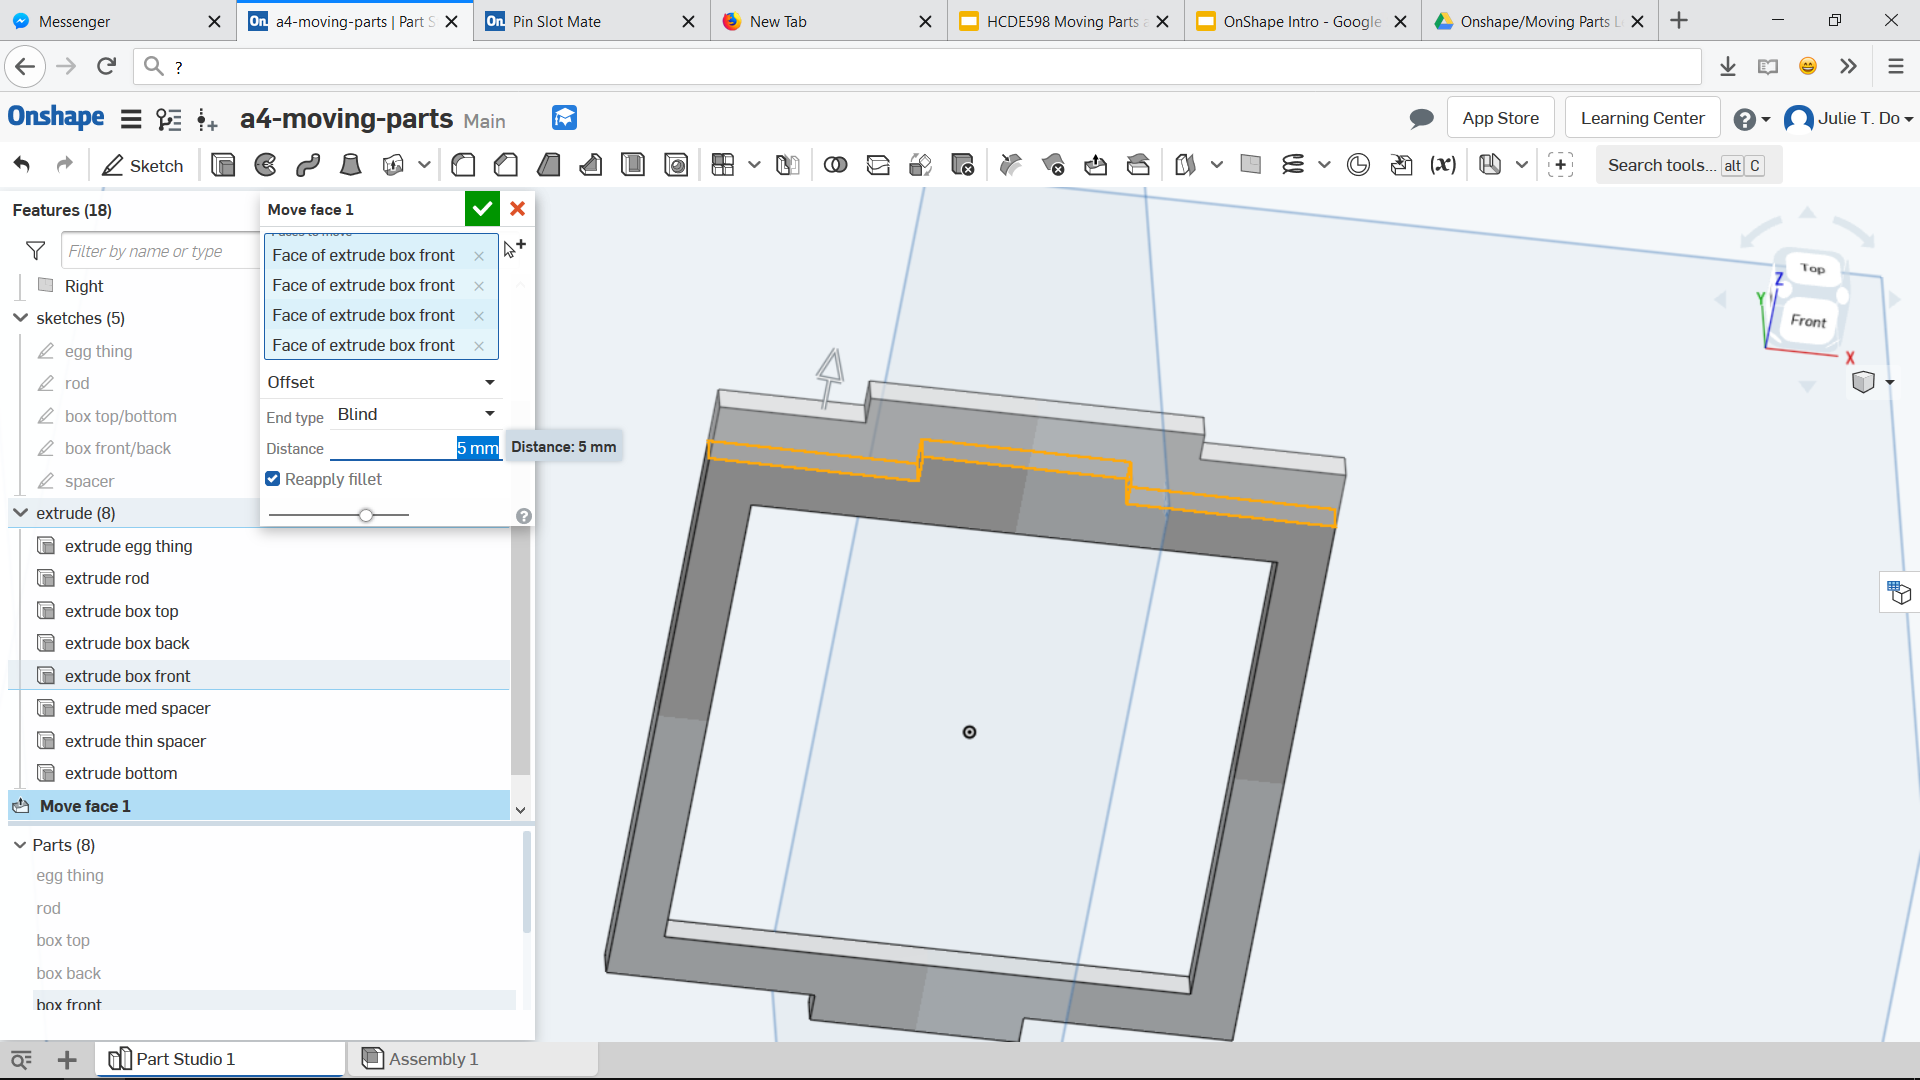 Messenger
a4-moving-parts | Part S
Pin Slot Mate
New Tab
HCDE598 Moving Parts a
OnShape Intro - Google
Onshape/Moving Parts L
?
Onshape
a4-moving-parts Main
App Store
Learning Center
Julie T. Do
Sketch
(x)
Search tools... alt C
Features (18)
Filter by name or type
Right
sketches (5)
egg thing
rod
box top/bottom
box front/back
spacer
extrude (8)
extrude egg thing
extrude rod
extrude box top
extrude box back
extrude box front
extrude med spacer
extrude thin spacer
extrude bottom
Move face 1
Parts (8)
egg thing
rod
box top
box back
box front
Move face 1
Faces to move
Face of extrude box front
Face of extrude box front
Face of extrude box front
Face of extrude box front
Offset
End type Blind
Distance 5 mm
Distance: 5 mm
Reapply fillet
Top
Front
Z
Y
X
Part Studio 1
Assembly 1